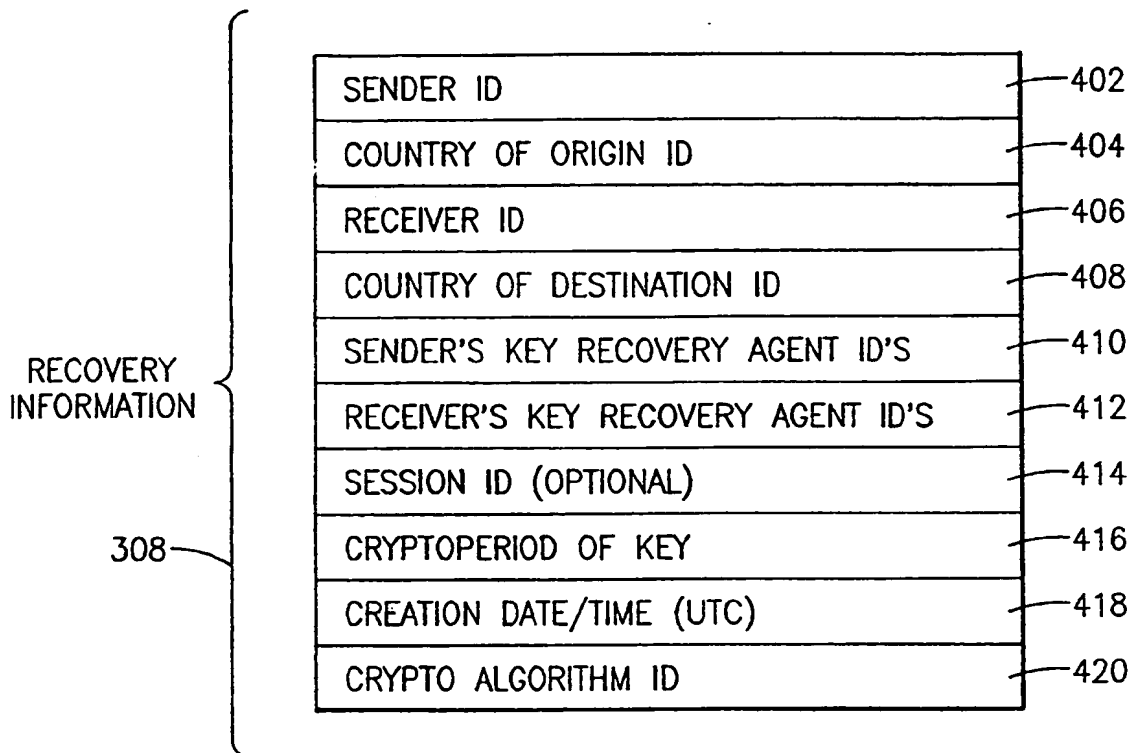 SENDER ID 402
COUNTRY OF ORIGIN ID 404
RECEIVER ID 406
COUNTRY OF DESTINATION ID 408
SENDER'S KEY RECOVERY AGENT ID'S 410
RECOVERY
INFORMATION
RECEIVER'S KEY RECOVERY AGENT ID'S 412
SESSION ID (OPTIONAL) 414
308
CRYPTOPERIOD OF KEY 416
CREATION DATE/TIME (UTC) 418
CRYPTO ALGORITHM ID 420